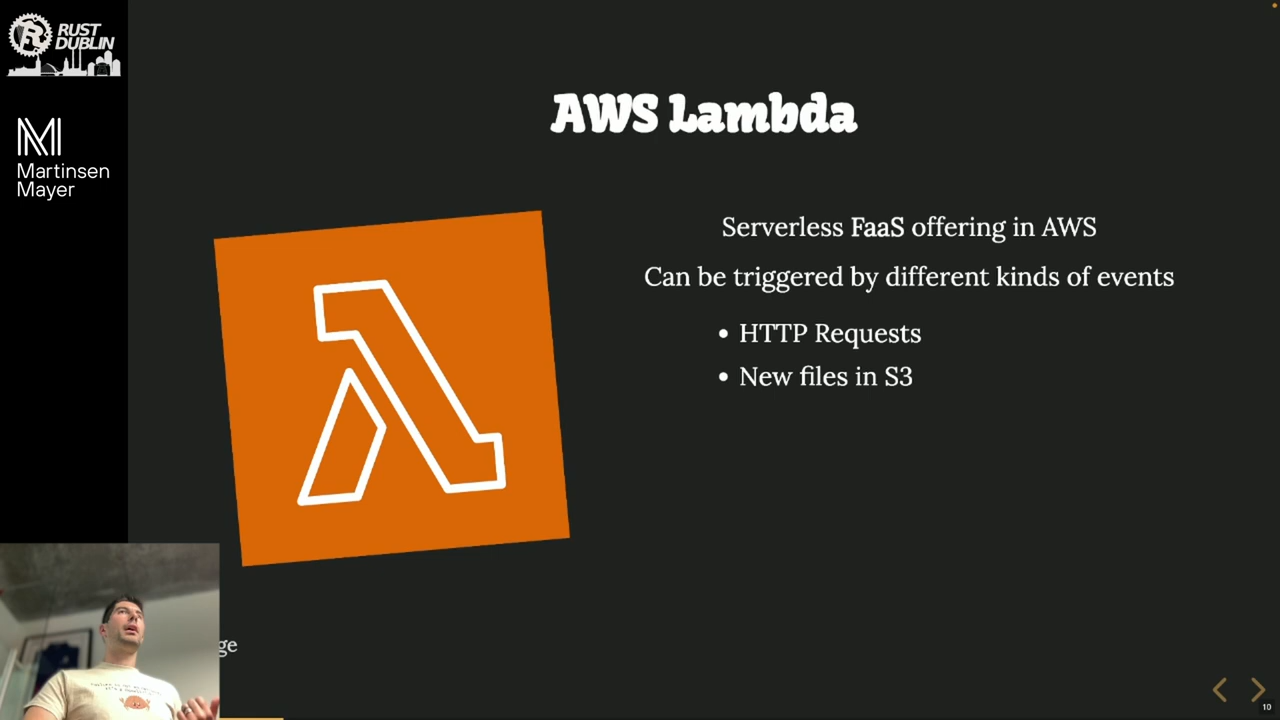 RUST
DUBLIN
Martinsen
Mayer
AWS Lambda
Serverless FaaS offering in AWS
Can be triggered by different kinds of events
• HTTP Requests
• New files in S3
ge
10